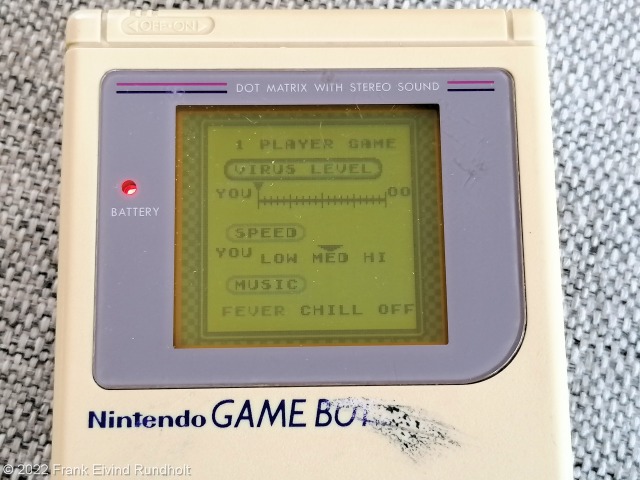 OFF•ON
DOT MATRIX WITH STEREO SOUND
1 PLAYER GAME
VIRUS LEVEL
YOU 00
BATTERY
SPEED
YOU LOW MED HI
MUSIC
FEVER CHILL OFF
Nintendo GAME BOY
© 2022 Frank Eivind Rundholt